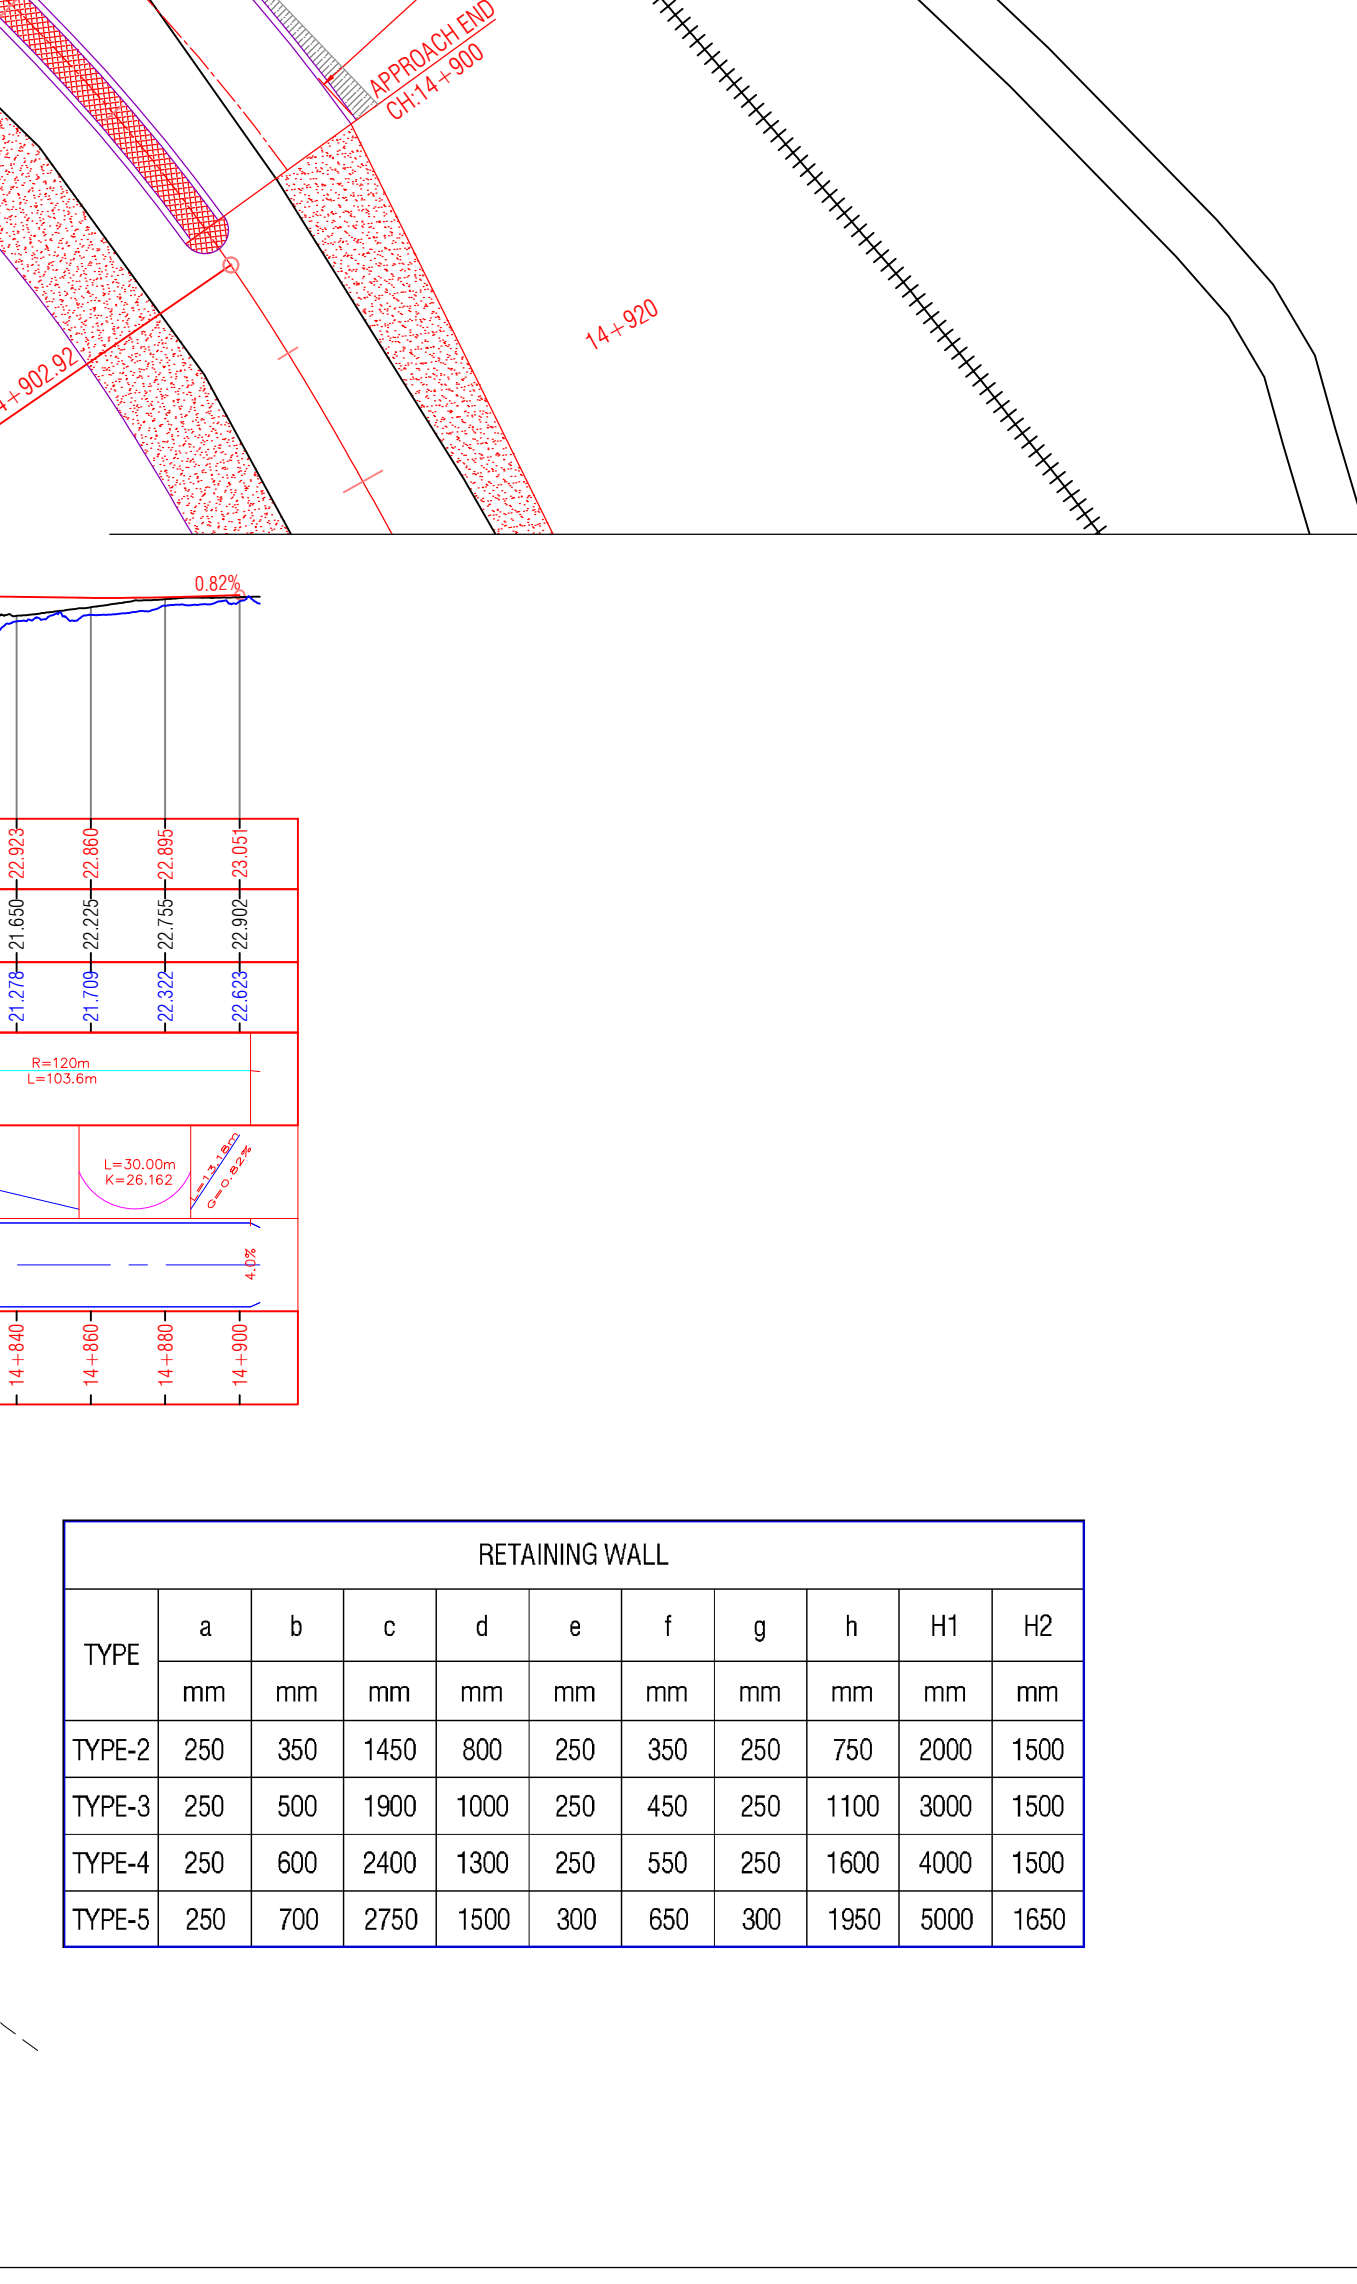 APPROACH END
CH:14+900
14+920
4+902.92
0.82%
22.923 22.860 22.895 23.051
21.650 22.225 22.755 22.902
21.278 21.709 22.322 22.623
R=120m
L=103.6m
L=30.00m
K=26.162
L=13.18m
G=0.82%
4.0%
14+840 14+860 14+880 14+900
RETAINING WALL
TYPE a b c d e f g h H1 H2
mm mm mm mm mm mm mm mm mm mm
TYPE-2 250 350 1450 800 250 350 250 750 2000 1500
TYPE-3 250 500 1900 1000 250 450 250 1100 3000 1500
TYPE-4 250 600 2400 1300 250 550 250 1600 4000 1500
TYPE-5 250 700 2750 1500 300 650 300 1950 5000 1650